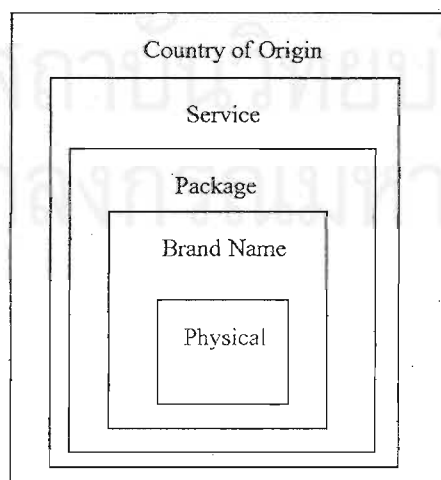 Country of Origin
Service
Package
Brand Name
Physical